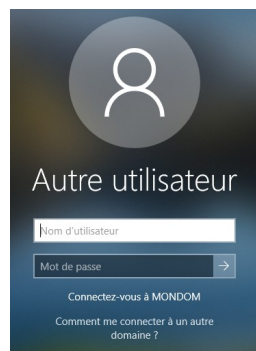 Autre utilisateur
Nom d'utilisateur
Mot de passe
Connectez-vous à MONDOM
Comment me connecter à un autre
domaine ?